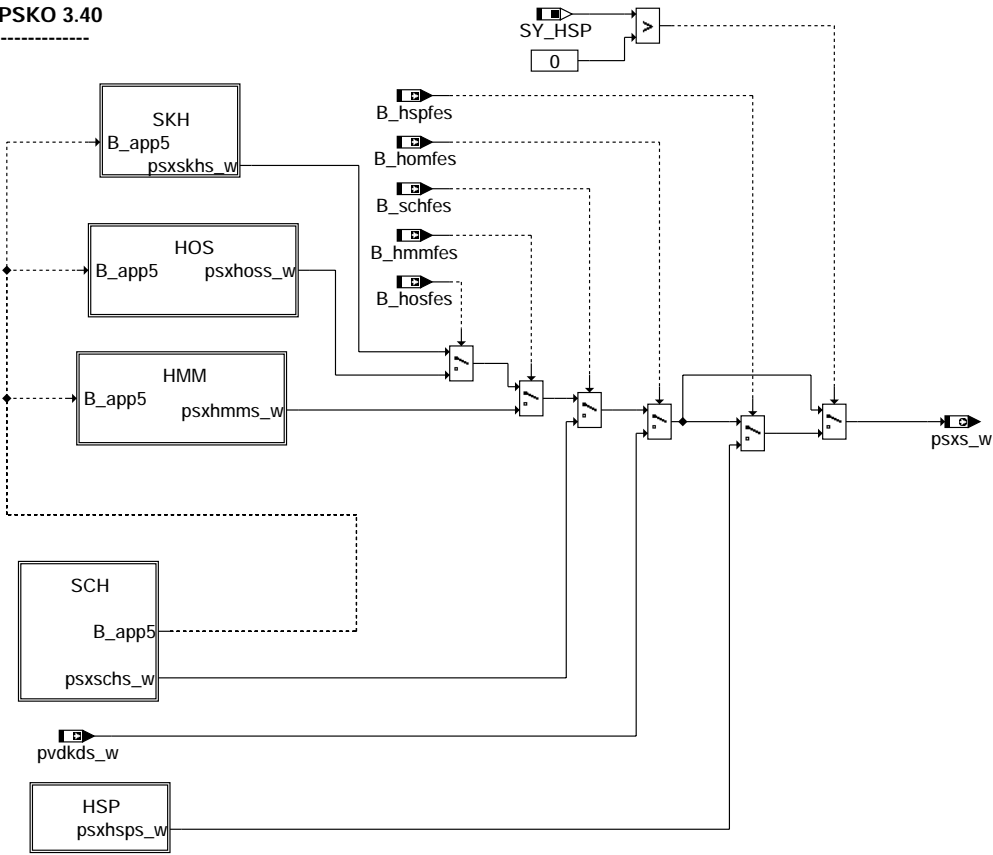 PSKO 3.40
-------------
SY_HSP
>
0
B_hspfes
SKH
B_app5
psxskhs_w
B_homfes
B_schfes
HOS
B_app5
psxhoss_w
B_hmmfes
B_hosfes
HMM
B_app5
psxhmms_w
psxs_w
SCH
B_app5
psxschs_w
pvdkds_w
HSP
psxhsps_w